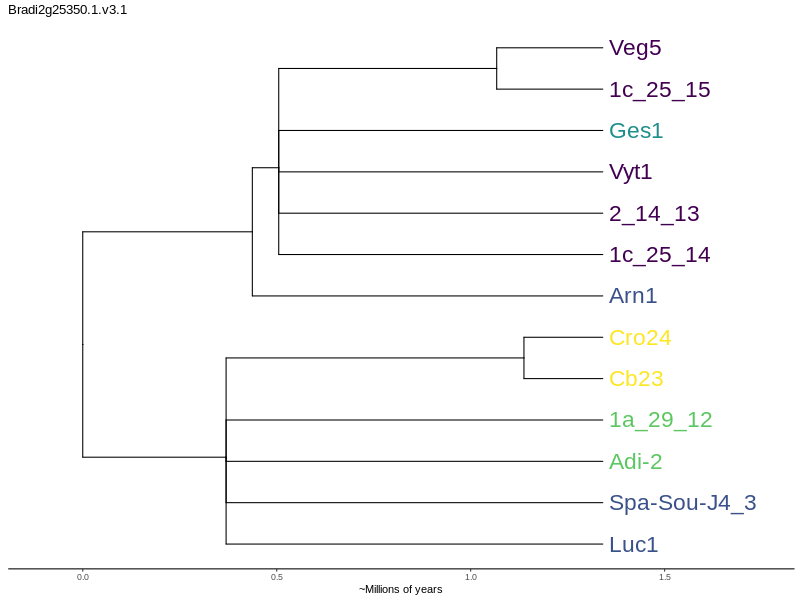 Bradi2g25350.1.v3.1
Veg5
1c_25_15
Ges1
Vyt1
2_14_13
1c_25_14
Arn1
Cro24
Cb23
1a_29_12
Adi-2
Spa-Sou-J4_3
Luc1
0.0 0.5 1.0 1.5
~Millions of years